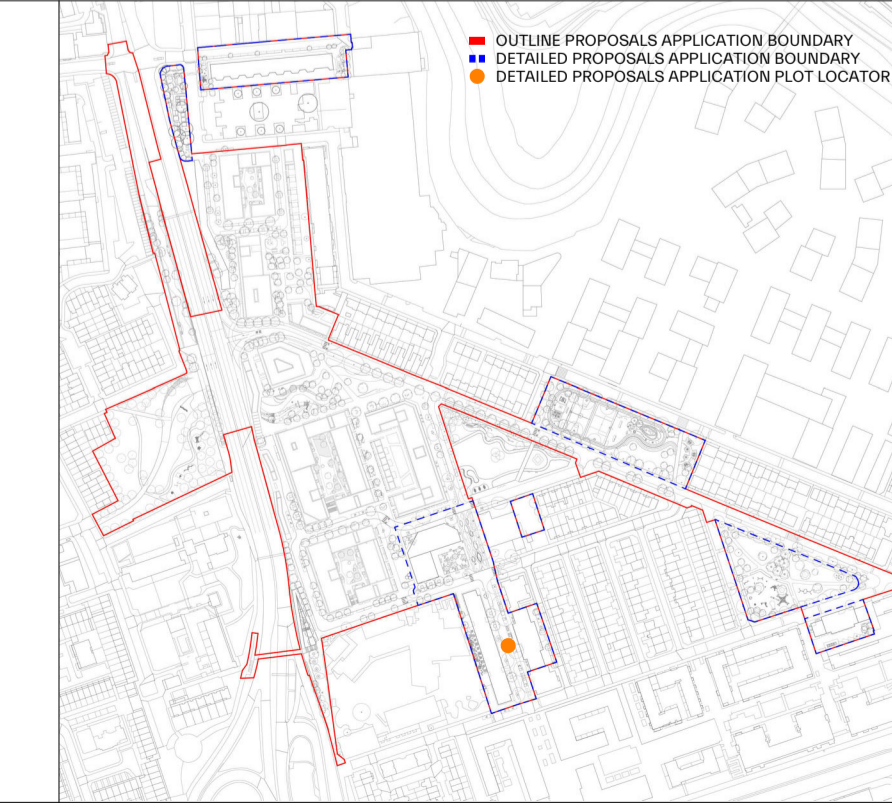 OUTLINE PROPOSALS APPLICATION BOUNDARY
DETAILED PROPOSALS APPLICATION BOUNDARY
DETAILED PROPOSALS APPLICATION PLOT LOCATOR